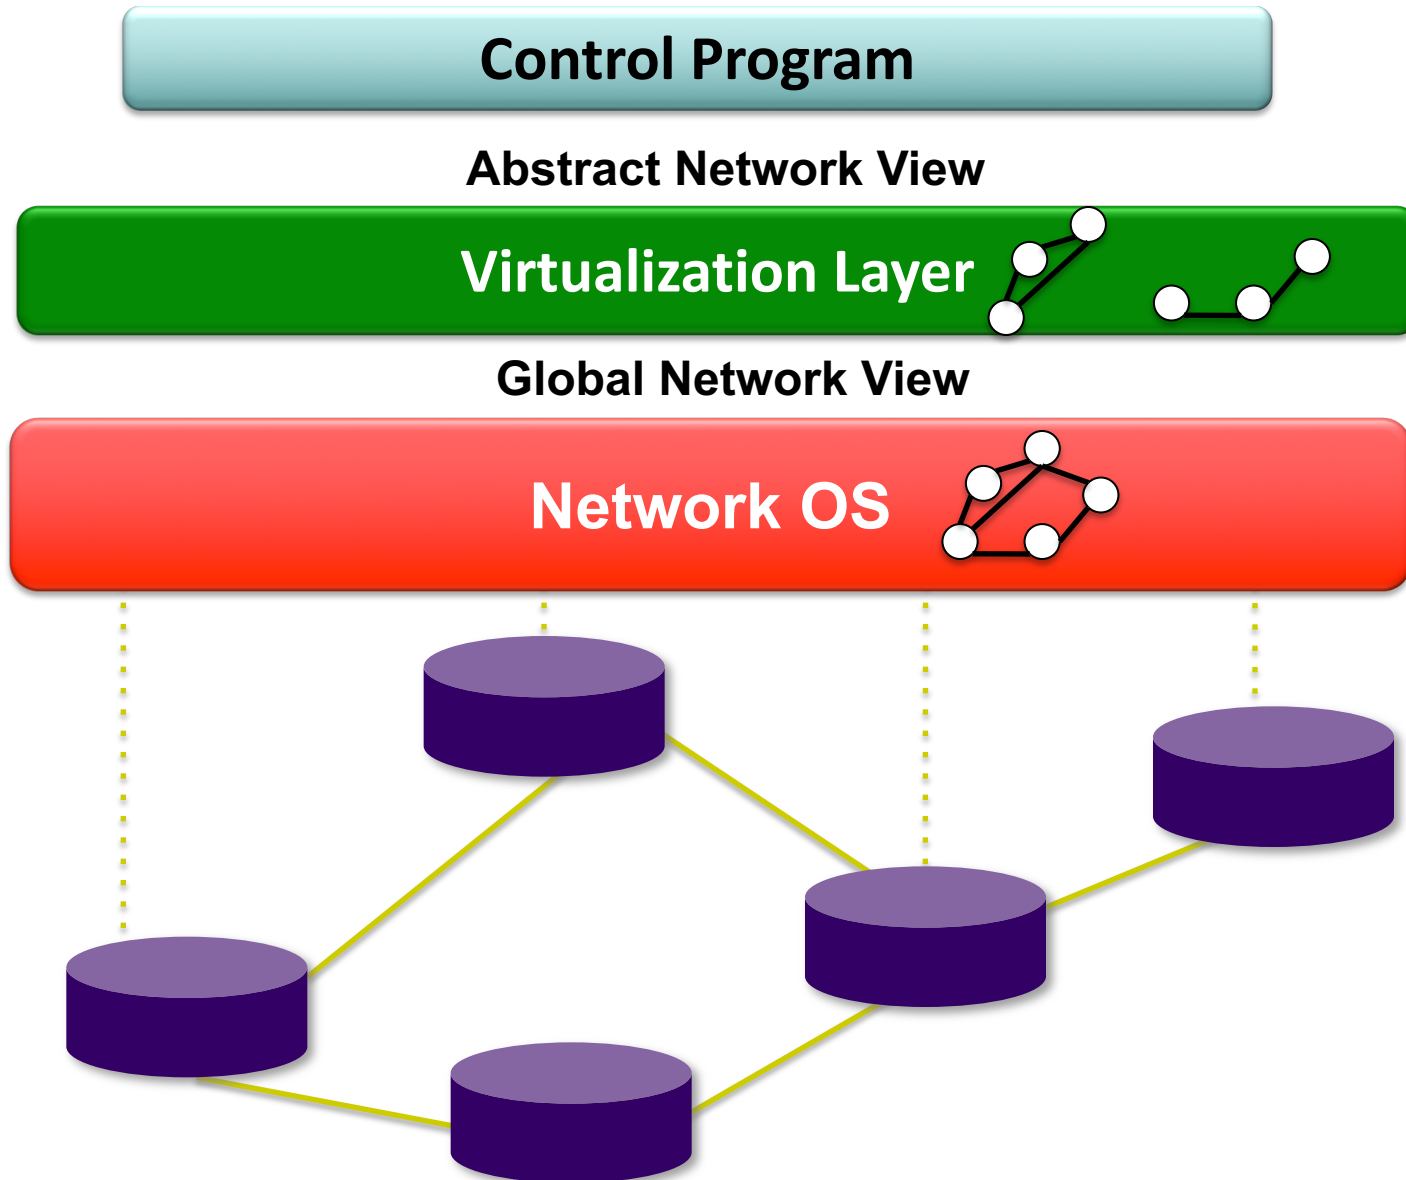 Control Program
Abstract Network View
Virtualization Layer
Global Network View
Network OS